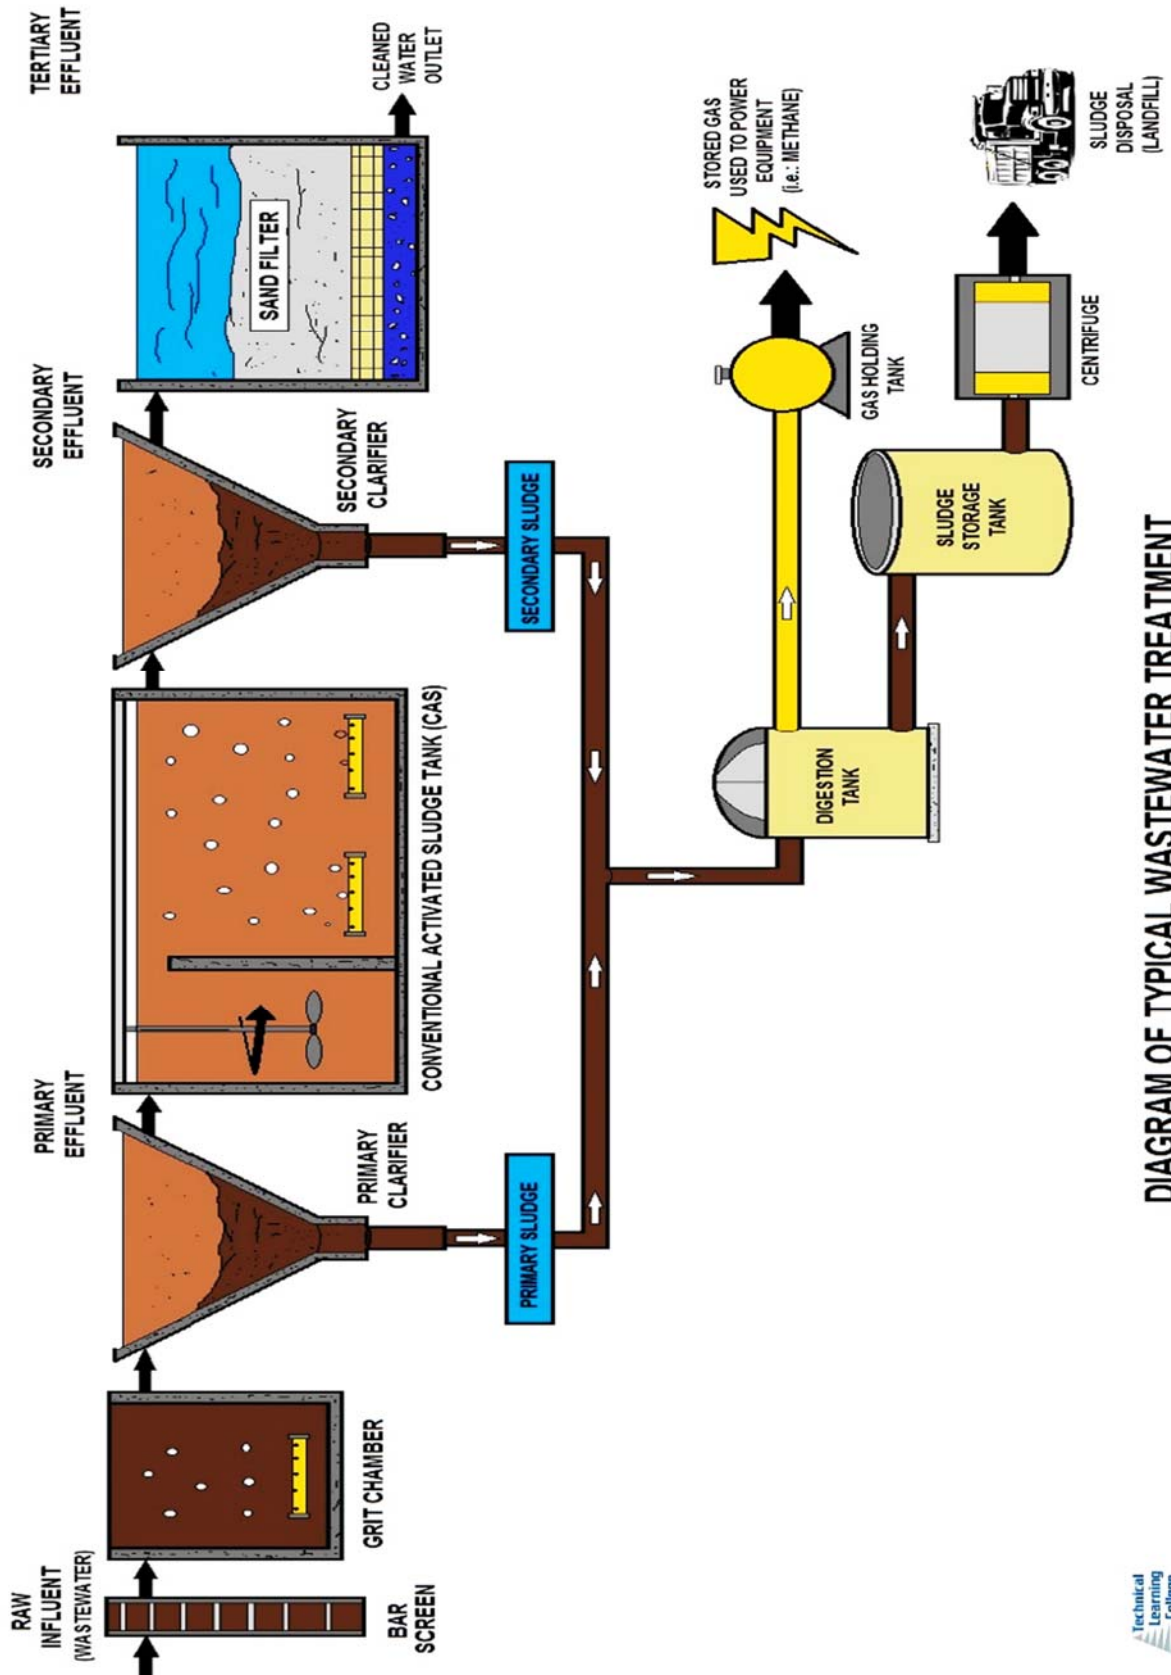 RAW
INFLUENT
(WASTEWATER)
BAR
SCREEN
GRIT CHAMBER
PRIMARY
EFFLUENT
PRIMARY
CLARIFIER
CONVENTIONAL ACTIVATED SLUDGE TANK (CAS)
SECONDARY
EFFLUENT
SECONDARY
CLARIFIER
TERTIARY
EFFLUENT
SAND FILTER
CLEANED
WATER
OUTLET
PRIMARY SLUDGE
SECONDARY SLUDGE
DIGESTION
TANK
GAS HOLDING
TANK
STORED GAS
USED TO POWER
EQUIPMENT
(i.e.: METHANE)
SLUDGE
STORAGE
TANK
CENTRIFUGE
SLUDGE
DISPOSAL
(LANDFILL)
DIAGRAM OF TYPICAL WASTEWATER TREATMENT
Technical
Learning
College